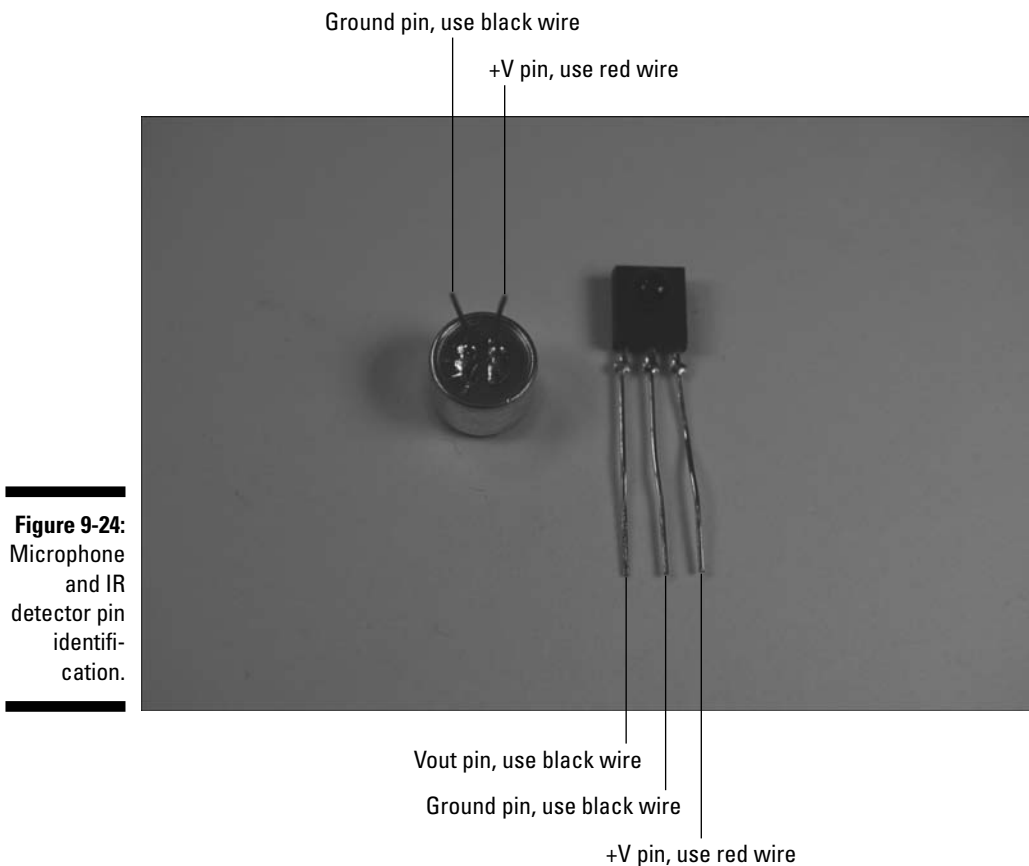 Ground pin, use black wire
+V pin, use red wire
Figure 9-24:
Microphone
and IR
detector pin
identifi-
cation.
Vout pin, use black wire
Ground pin, use black wire
+V pin, use red wire